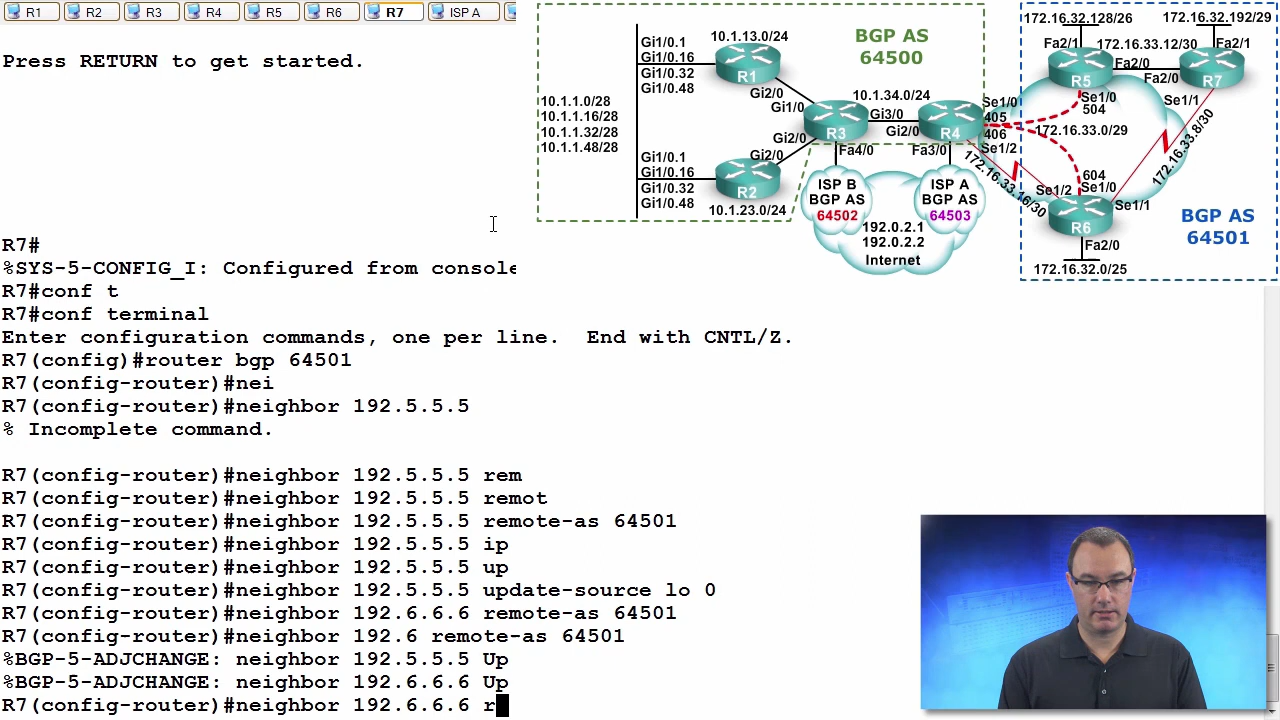 R1 R2 R3 R4 R5 R6 R7 ISP A
Press RETURN to get started.
R7#
%SYS-5-CONFIG_I: Configured from console
R7#conf t
R7#conf terminal
Enter configuration commands, one per line.  End with CNTL/Z.
R7(config)#router bgp 64501
R7(config-router)#nei
R7(config-router)#neighbor 192.5.5.5
% Incomplete command.
R7(config-router)#neighbor 192.5.5.5 rem
R7(config-router)#neighbor 192.5.5.5 remot
R7(config-router)#neighbor 192.5.5.5 remote-as 64501
R7(config-router)#neighbor 192.5.5.5 ip
R7(config-router)#neighbor 192.5.5.5 up
R7(config-router)#neighbor 192.5.5.5 update-source lo 0
R7(config-router)#neighbor 192.6.6.6 remote-as 64501
R7(config-router)#neighbor 192.6 remote-as 64501
%BGP-5-ADJCHANGE: neighbor 192.5.5.5 Up
%BGP-5-ADJCHANGE: neighbor 192.6.6.6 Up
R7(config-router)#neighbor 192.6.6.6 r
BGP AS
64500
10.1.13.0/24
Gi1/0.1
Gi1/0.16
Gi1/0.32
Gi1/0.48
R1
Gi2/0
Gi1/0
10.1.1.0/28
10.1.1.16/28
10.1.1.32/28
10.1.1.48/28
10.1.34.0/24
R3
Gi3/0
Gi2/0
R4
Gi2/0
Gi2/0
Fa4/0
Fa3/0
Gi1/0.1
Gi1/0.16
Gi1/0.32
Gi1/0.48
R2
10.1.23.0/24
ISP B
BGP AS
64502
ISP A
BGP AS
64503
192.0.2.1
192.0.2.2
Internet
172.16.32.128/26
172.16.32.192/29
Fa2/1
172.16.33.12/30
Fa2/1
R5
Fa2/0
Fa2/0
R7
Se1/0
405
406
Se1/2
Se1/0
504
Se1/1
172.16.33.0/29
172.16.33.8/30
172.16.33.16/30
604
Se1/2
Se1/0
Se1/1
R6
Fa2/0
172.16.32.0/25
BGP AS
64501